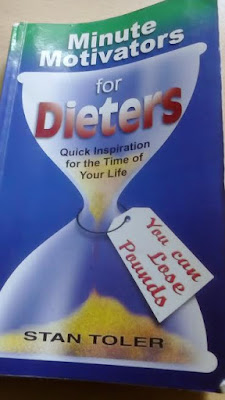 Minute
Motivators
for
Dieters
Quick Inspiration
for the Time of
Your Life
You can
Lose
Pounds
STAN TOLER